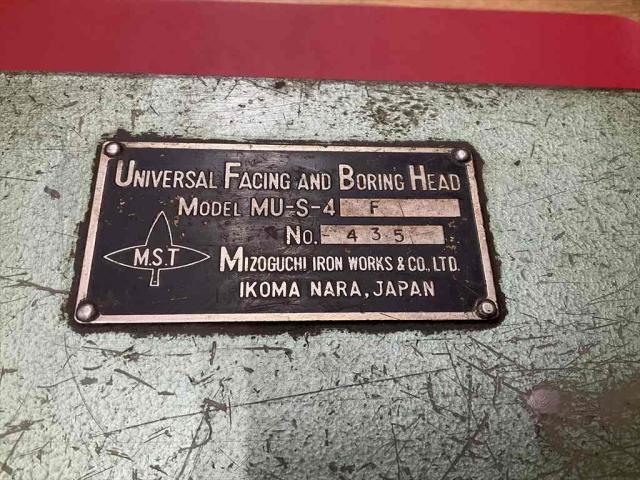 UNIVERSAL FACING AND BORING HEAD
MODEL MU-S-4 F
No. 435
M.S.T
MIZOGUCHI IRON WORKS & CO., LTD.
IKOMA NARA, JAPAN